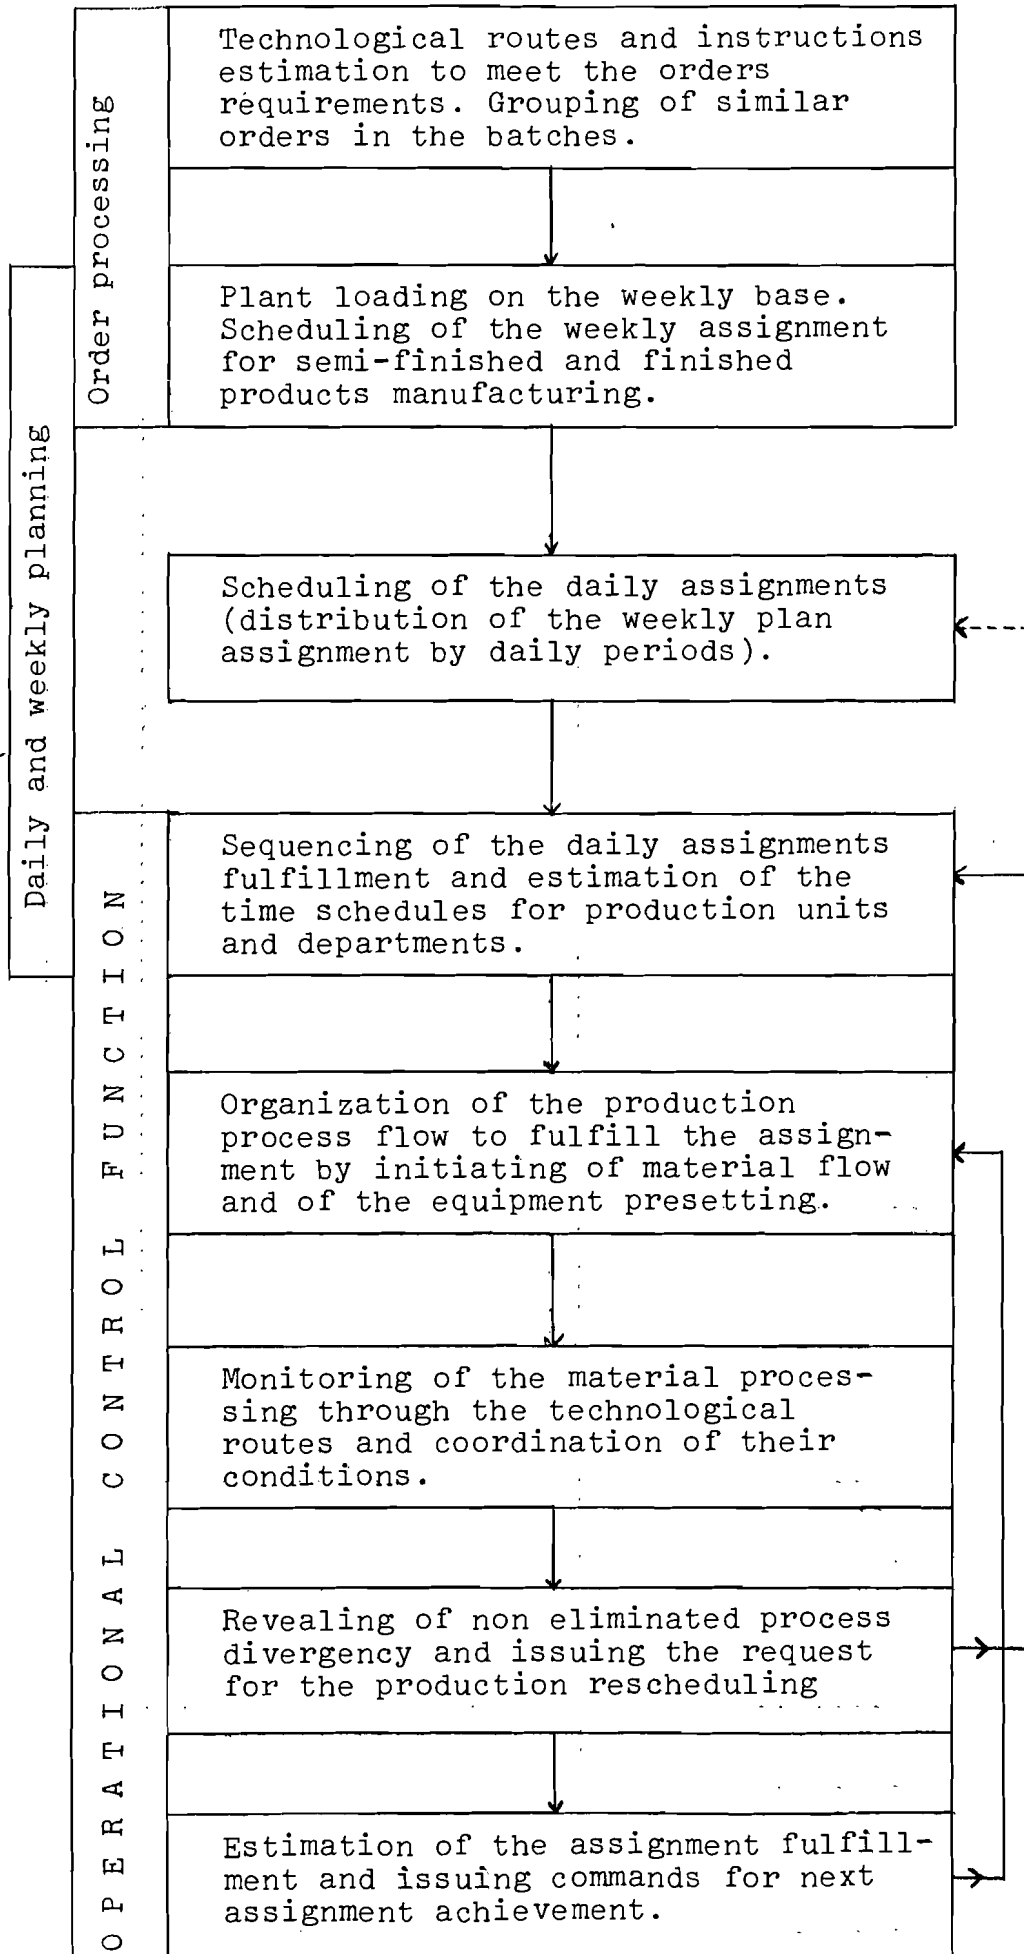 Order processing
Technological routes and instructions
estimation to meet the orders
requirements. Grouping of similar
orders in the batches.
Daily and weekly planning
Plant loading on the weekly base.
Scheduling of the weekly assignment
for semi-finished and finished
products manufacturing.
Scheduling of the daily assignments
(distribution of the weekly plan
assignment by daily periods).
OPERATIONAL CONTROL FUNCTION
Sequencing of the daily assignments
fulfillment and estimation of the
time schedules for production units
and departments.
Organization of the production
process flow to fulfill the assign-
ment by initiating of material flow
and of the equipment presetting.
Monitoring of the material proces-
sing through the technological
routes and coordination of their
conditions.
Revealing of non eliminated process
divergency and issuing the request
for the production rescheduling
Estimation of the assignment fulfill-
ment and issuing commands for next
assignment achievement.